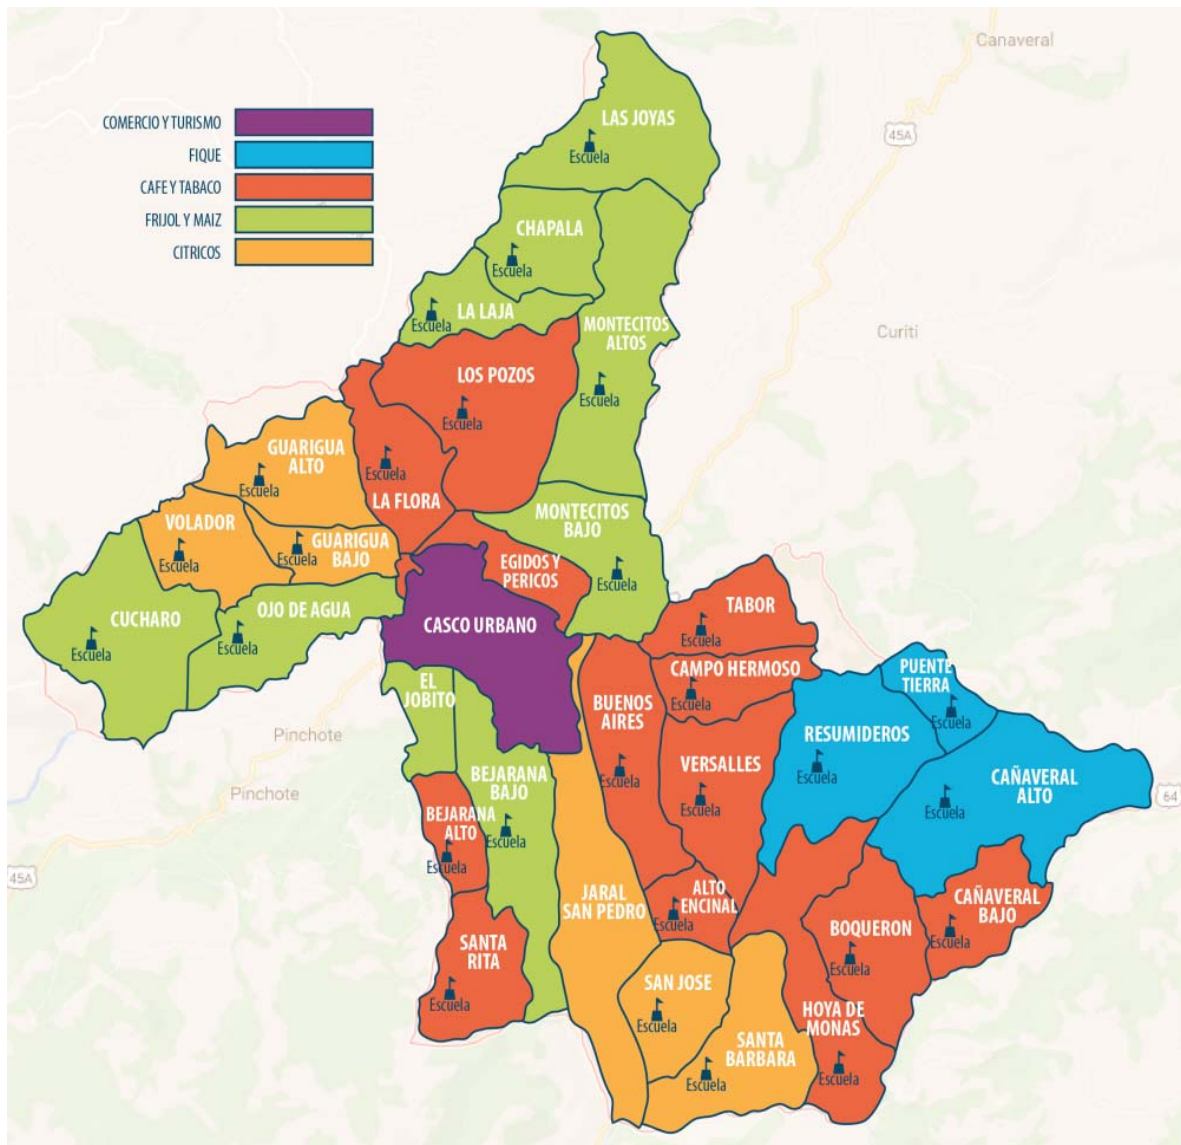 Canaveral
COMERCIO Y TURISMO
FIQUE
CAFE Y TABACO
FRIJOL Y MAIZ
CITRICOS
LAS JOYAS
Escuela
45A
CHAPALA
Escuela
LA LAJA
Escuela
MONTECITOS
ALTOS
Escuela
Curiti
LOS POZOS
Escuela
GUARIGUA
ALTO
Escuela
LA FLORA
Escuela
VOLADOR
Escuela
GUARIGUA
BAJO
Escuela
MONTECITOS
BAJO
Escuela
EGIDOS Y
PERICOS
CUCHARO
Escuela
OJO DE AGUA
Escuela
CASCO URBANO
TABOR
Escuela
CAMPO HERMOSO
Escuela
EL
JOBITO
BUENOS
AIRES
Escuela
PUENTE
TIERRA
Escuela
RESUMIDEROS
Escuela
VERSALLES
Escuela
CAÑAVERAL
ALTO
Escuela
Pinchote
Pinchote
64
BEJARANA
BAJO
Escuela
BEJARANA
ALTO
Escuela
45A
JARAL
SAN PEDRO
ALTO
ENCINAL
Escuela
BOQUERON
Escuela
CAÑAVERAL
BAJO
Escuela
SANTA
RITA
Escuela
SAN JOSE
Escuela
HOYA DE
MONAS
Escuela
SANTA
BARBARA
Escuela